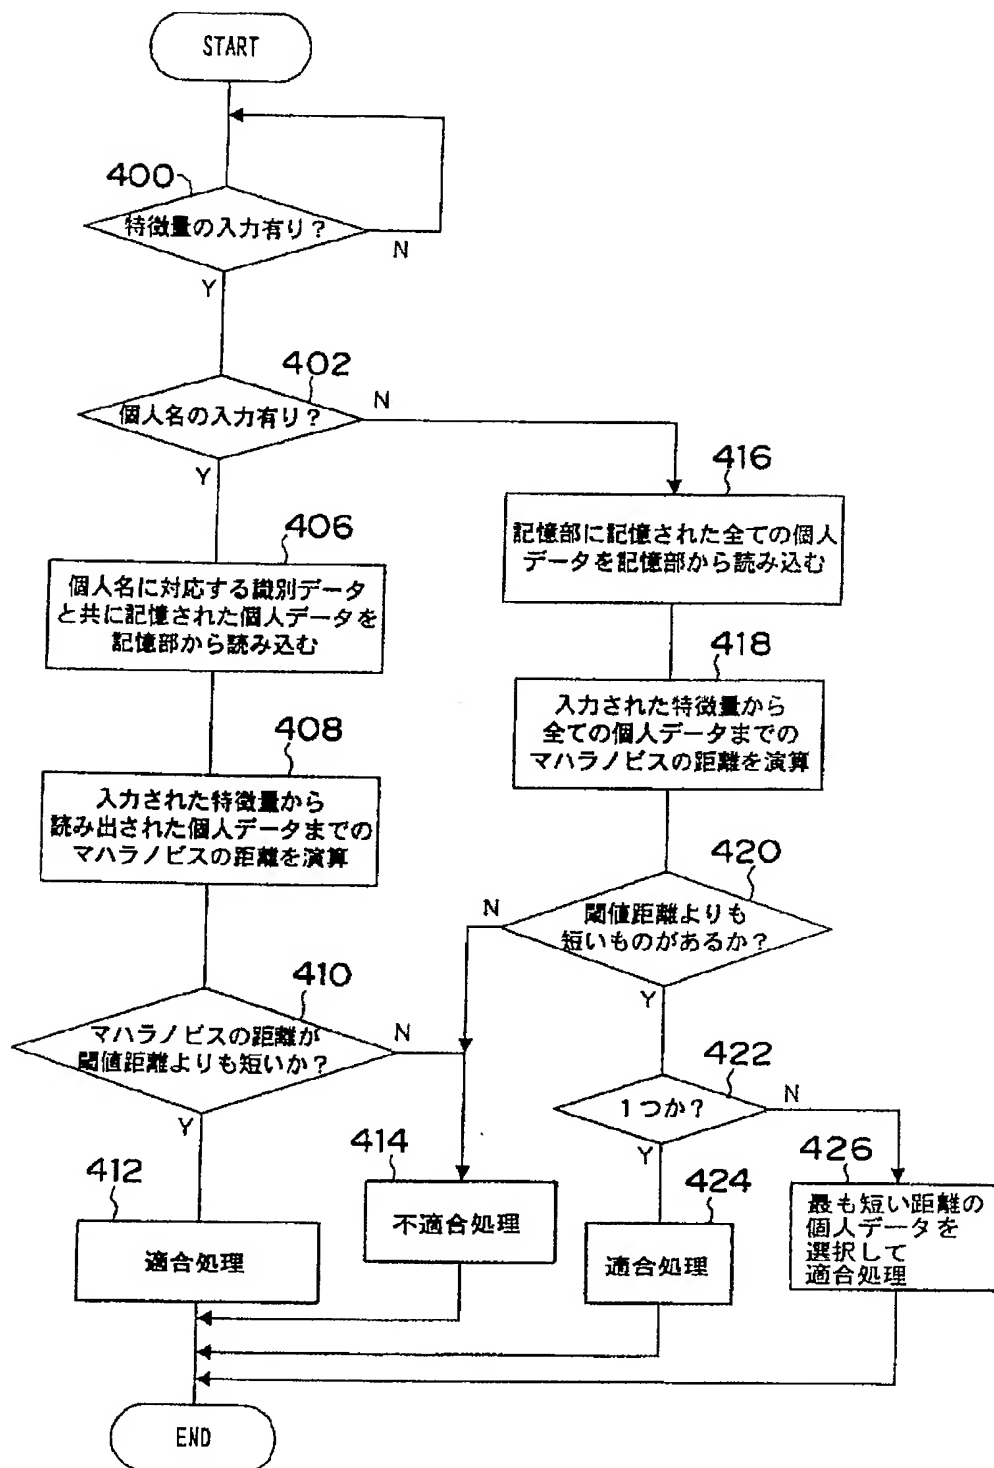 START
400
特徴量の入力有り？
N
Y
402
個人名の入力有り？
N
Y
406
個人名に対応する識別データ
と共に記憶された個人データを
記憶部から読み込む
408
入力された特徴量から
読み出された個人データまでの
マハラノビスの距離を演算
410
マハラノビスの距離が
閾値距離よりも短いか？
N
Y
412
適合処理
414
不適合処理
416
記憶部に記憶された全ての個人
データを記憶部から読み込む
418
入力された特徴量から
全ての個人データまでの
マハラノビスの距離を演算
420
閾値距離よりも
短いものがあるか？
N
Y
422
1つか？
N
Y
424
適合処理
426
最も短い距離の
個人データを
選択して
適合処理
END